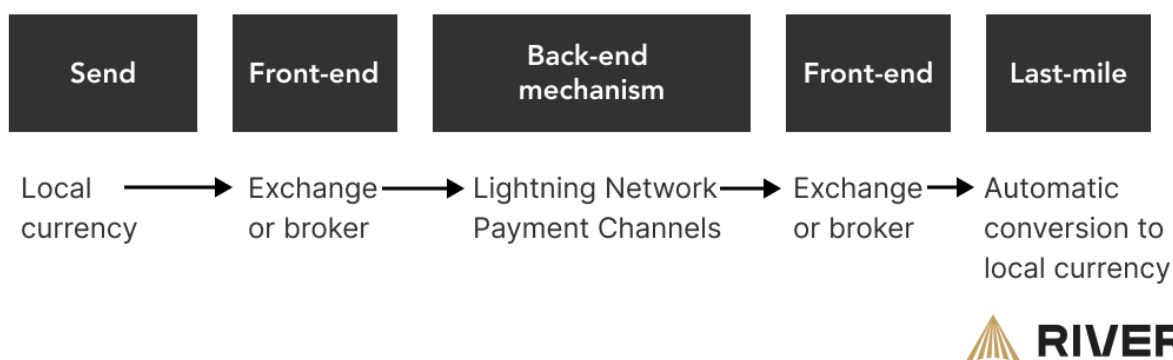 Send
Front-end
Back-end
mechanism
Front-end
Last-mile
Local
currency
Exchange
or broker
Lightning Network
Payment Channels
Exchange
or broker
Automatic
conversion to
local currency
RIVER